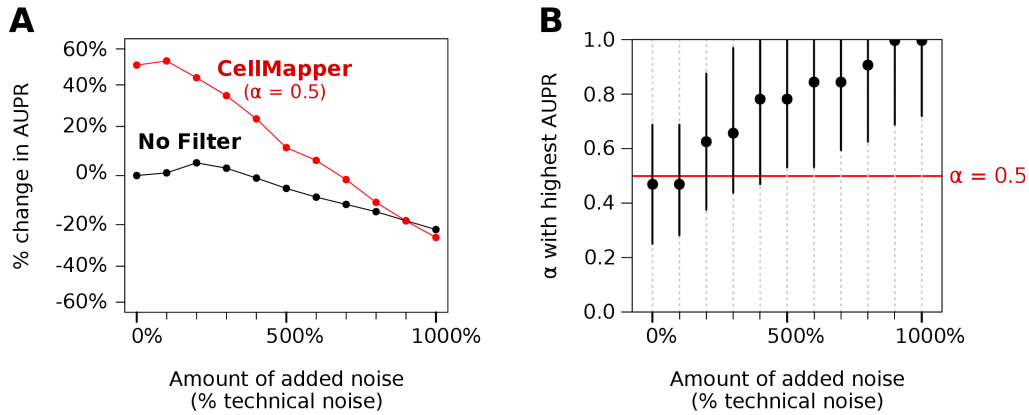 A
% change in AUPR
60%
40%
20%
0%
-20%
-40%
-60%
CellMapper
(α = 0.5)
No Filter
0%
500%
1000%
Amount of added noise
(% technical noise)
B
α with highest AUPR
1.0
0.8
0.6
0.4
0.2
0.0
α = 0.5
0%
500%
1000%
Amount of added noise
(% technical noise)